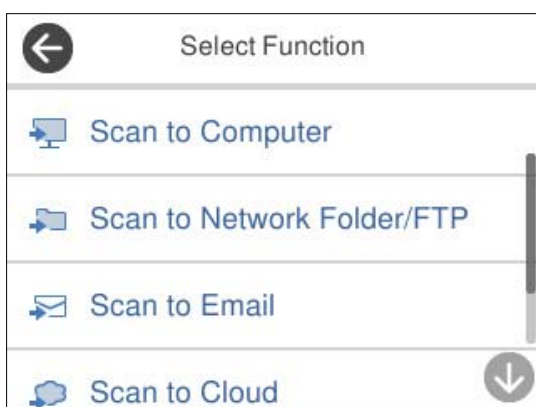 Select Function
Scan to Computer
Scan to Network Folder/FTP
Scan to Email
Scan to Cloud